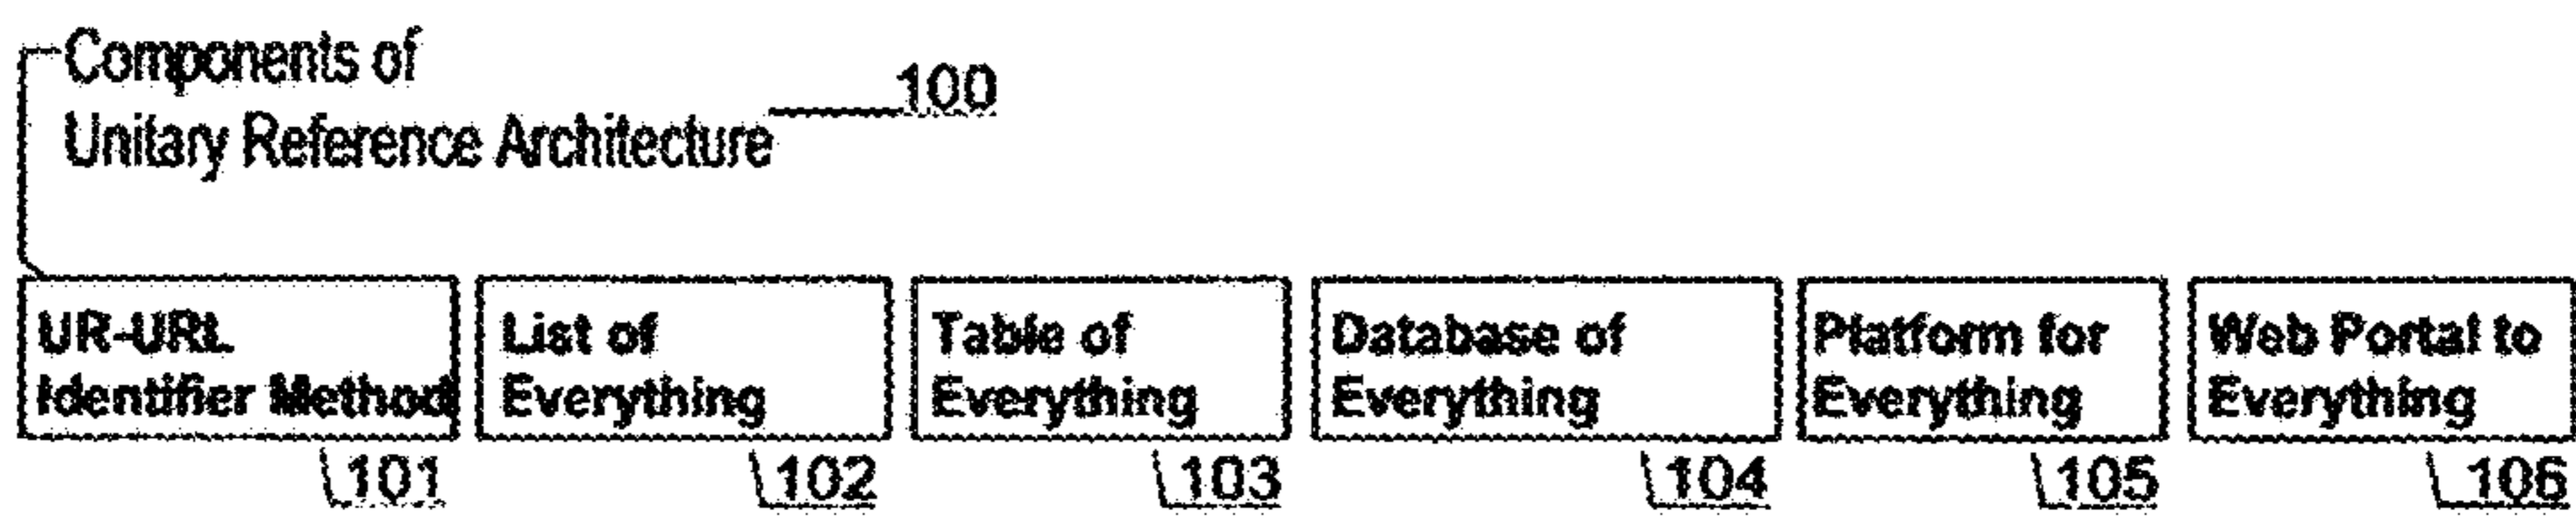 Components of
Unitary Reference Architecture 100
UR-URL
Identifier Method
List of
Everything
Table of
Everything
Database of
Everything
Platform for
Everything
Web Portal to
Everything
101 102 103 104 105 106